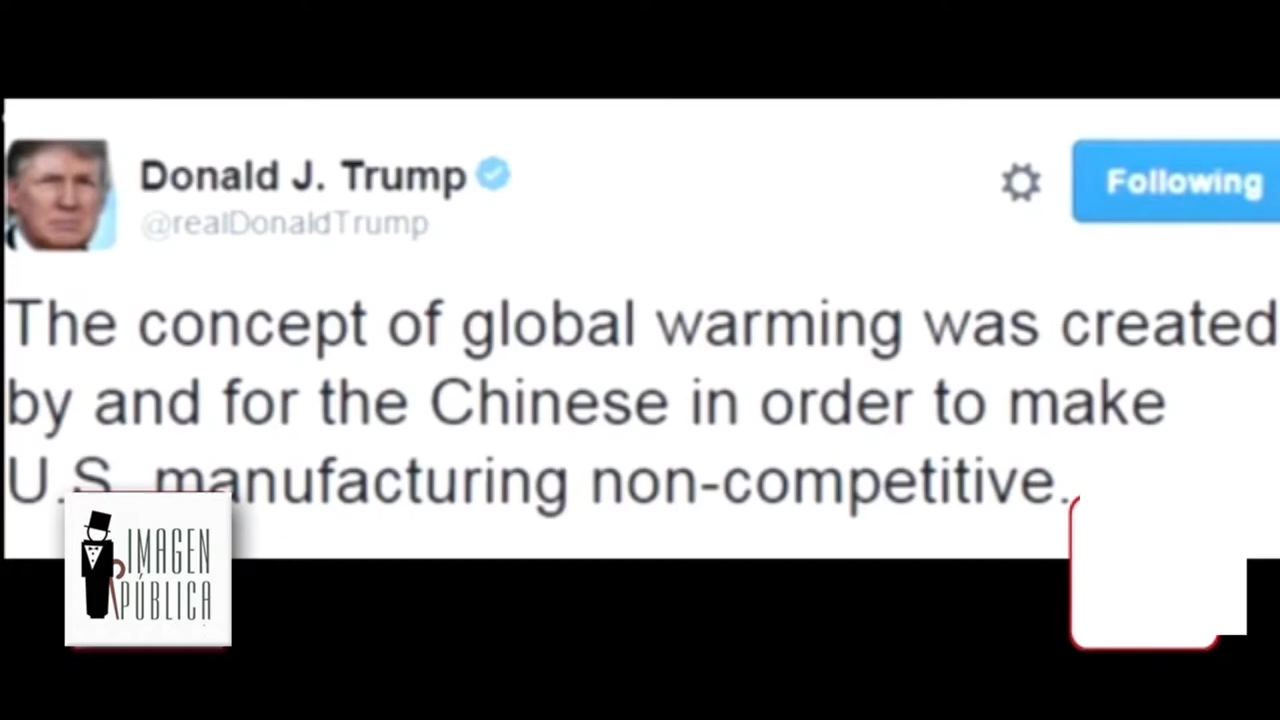 Donald J. Trump
@realDonaldTrump
Following
The concept of global warming was created
by and for the Chinese in order to make
U.S. manufacturing non-competitive.
IMAGEN
PÚBLICA